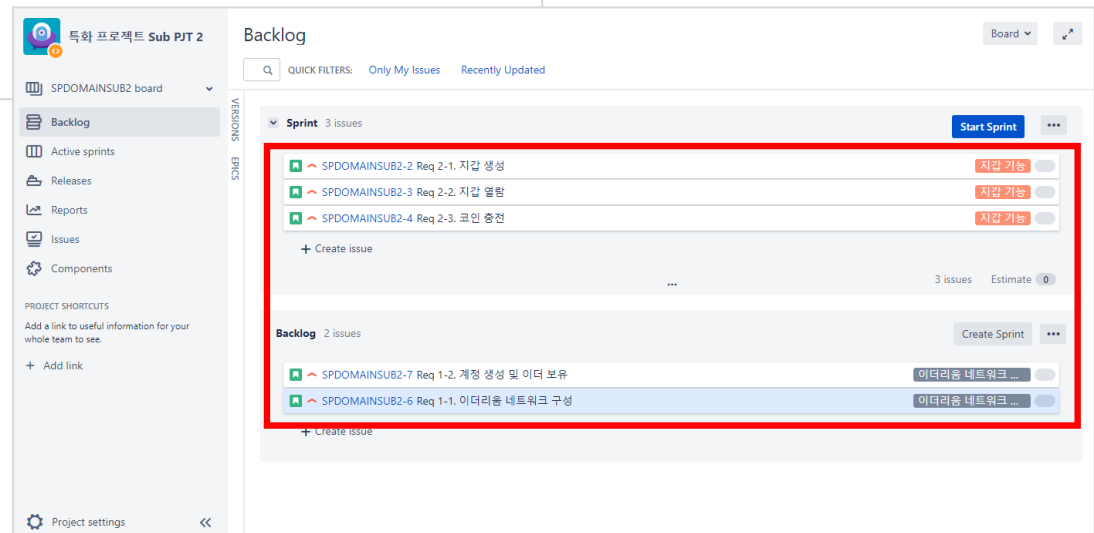 특화 프로젝트 Sub PJT 2
SPDOMAINSUB2 board
Backlog
Active sprints
Releases
Reports
Issues
Components
PROJECT SHORTCUTS
Add a link to useful information for your
whole team to see.
+ Add link
Project settings
Backlog
Board
QUICK FILTERS: Only My Issues Recently Updated
VERSIONS
EPICS
Sprint 3 issues
Start Sprint
...
SPDOMAINSUB2-2 Req 2-1. 지갑 생성 지갑 기능
SPDOMAINSUB2-3 Req 2-2. 지갑 열람 지갑 기능
SPDOMAINSUB2-4 Req 2-3. 코인 충전 지갑 기능
+ Create issue
...
3 issues Estimate 0
Backlog 2 issues
Create Sprint
...
SPDOMAINSUB2-7 Req 1-2. 계정 생성 및 이더 보유 이더리움 네트워크 ...
SPDOMAINSUB2-6 Req 1-1. 이더리움 네트워크 구성 이더리움 네트워크 ...
+ Create issue